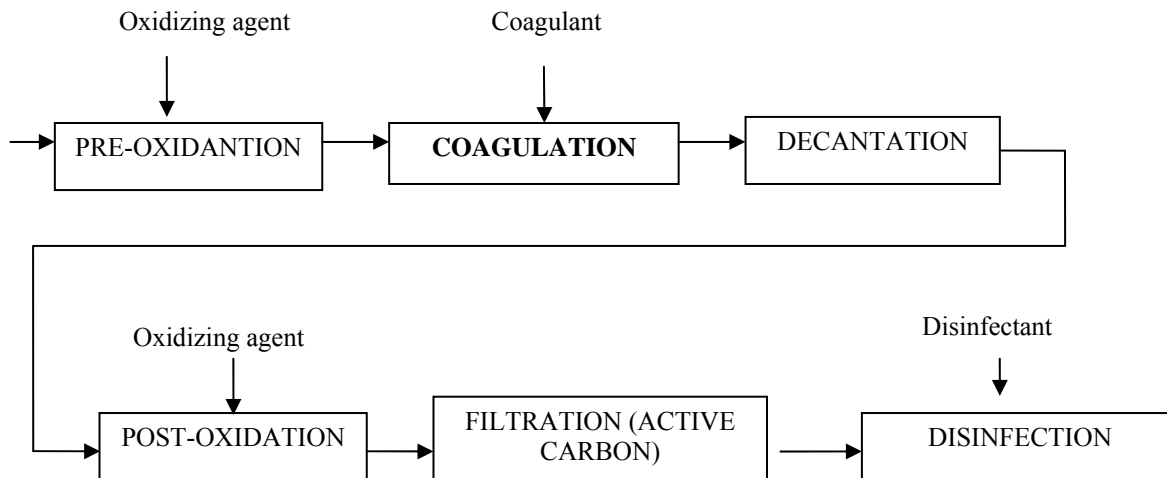 Oxidizing agent
Coagulant
PRE-OXIDANTION
COAGULATION
DECANTATION
Oxidizing agent
Disinfectant
POST-OXIDATION
FILTRATION (ACTIVE
CARBON)
DISINFECTION